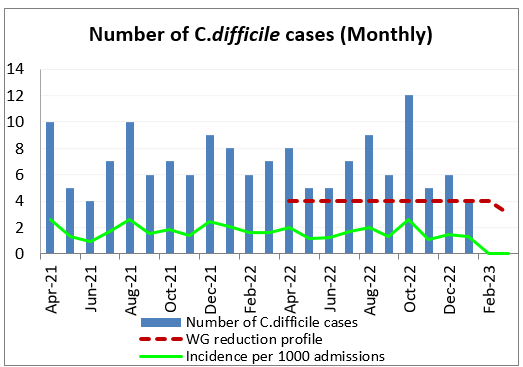 Number of C.difficile cases (Monthly)
14
12
10
8
6
4
2
0
Apr-21
Jun-21
Aug-21
Oct-21
Dec-21
Feb-22
Apr-22
Jun-22
Aug-22
Oct-22
Dec-22
Feb-23
Number of C.difficile cases
WG reduction profile
Incidence per 1000 admissions